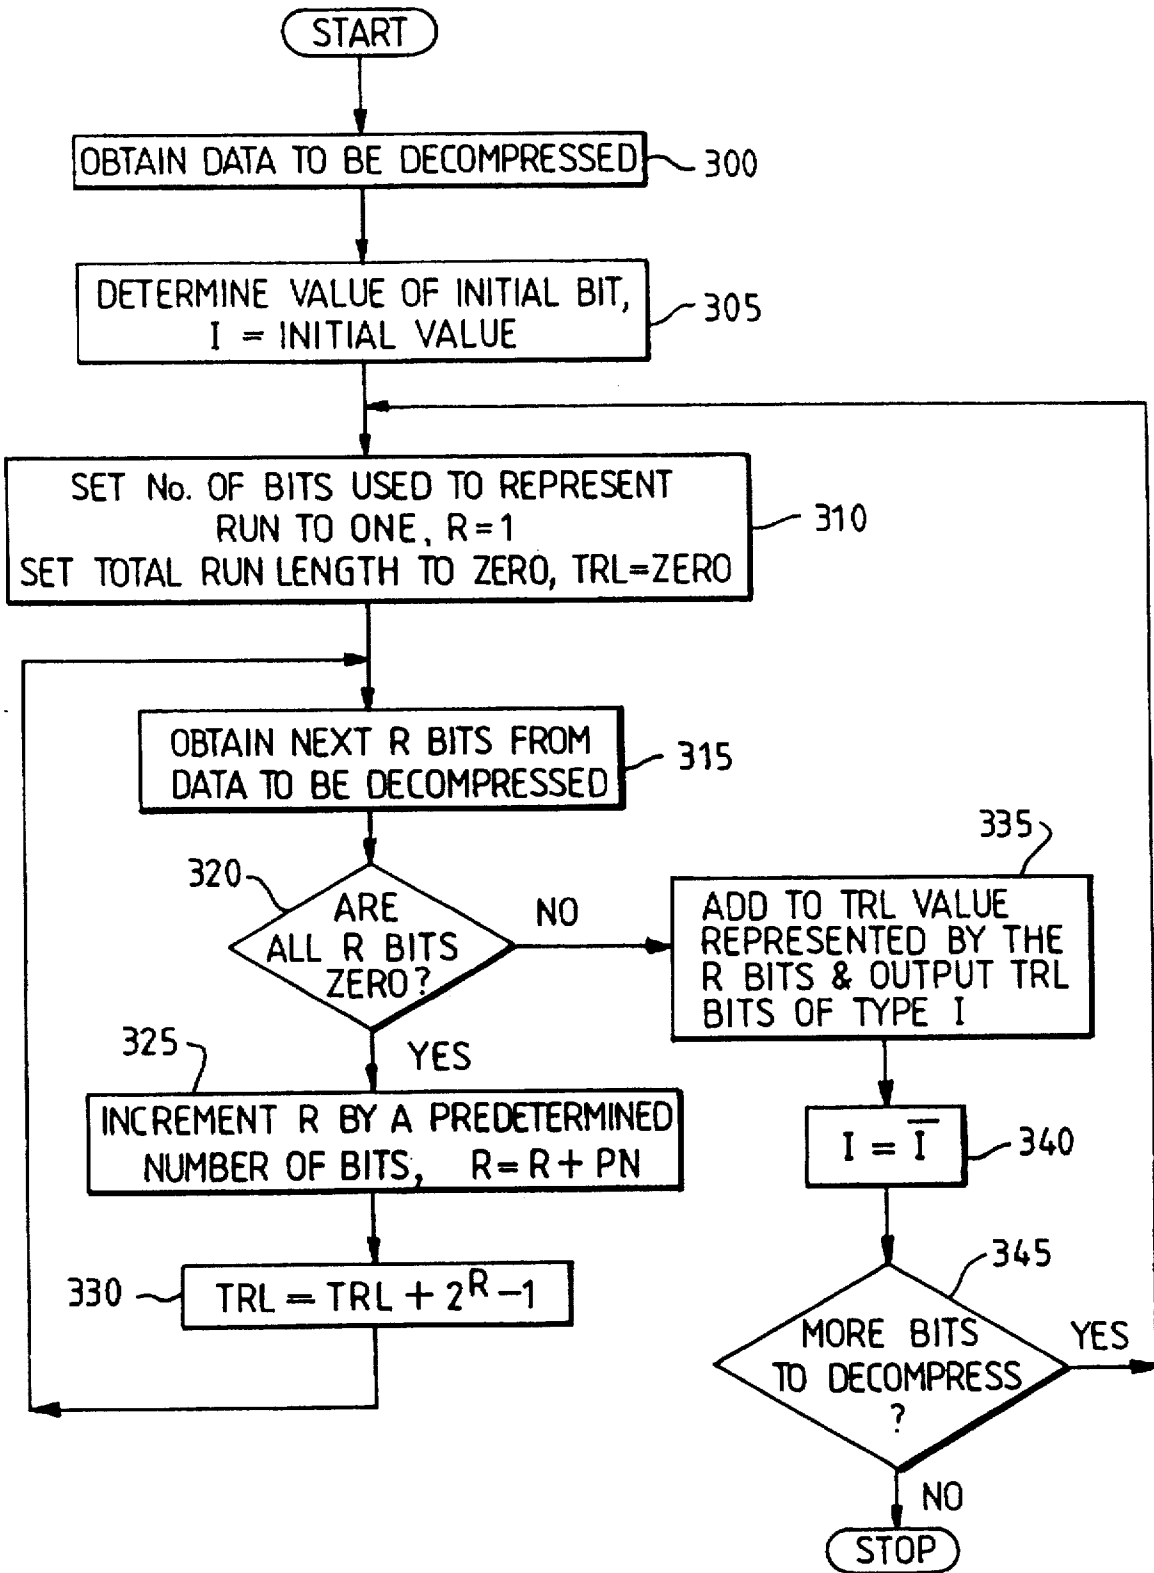 START
OBTAIN DATA TO BE DECOMPRESSED
300
DETERMINE VALUE OF INITIAL BIT,
I = INITIAL VALUE
305
SET No. OF BITS USED TO REPRESENT
RUN TO ONE, R=1
SET TOTAL RUN LENGTH TO ZERO, TRL=ZERO
310
OBTAIN NEXT R BITS FROM
DATA TO BE DECOMPRESSED
315
320
ARE
ALL R BITS
ZERO?
NO
YES
335
ADD TO TRL VALUE
REPRESENTED BY THE
R BITS & OUTPUT TRL
BITS OF TYPE I
325
INCREMENT R BY A PREDETERMINED
NUMBER OF BITS, R=R+PN
I = Ī
340
330
TRL = TRL + 2^R - 1
345
MORE BITS
TO DECOMPRESS
?
YES
NO
STOP